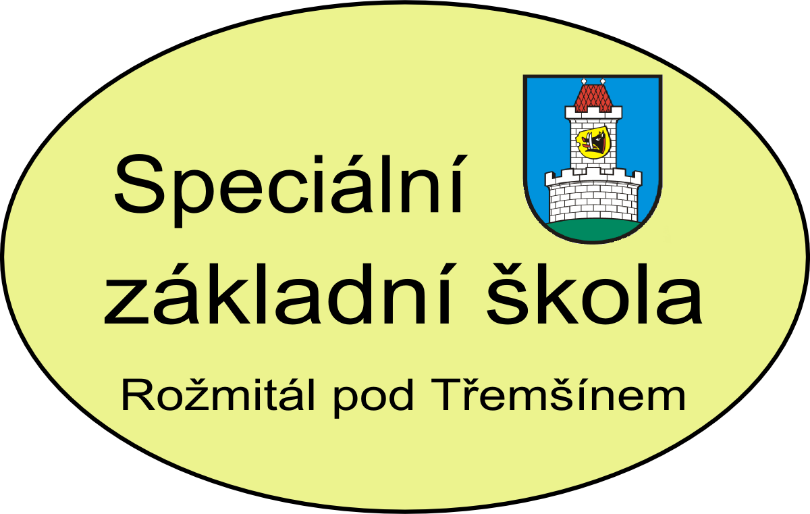 Speciální
základní škola
Rožmitál pod Třemšínem